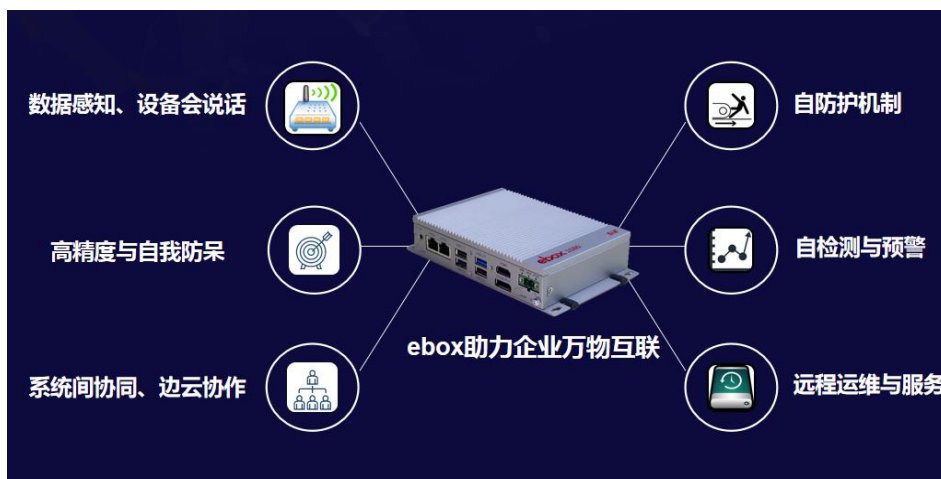 数据感知、设备会说话
自防护机制
高精度与自我防呆
自检测与预警
ebox
ebox助力企业万物互联
系统间协同、边云协作
远程运维与服务